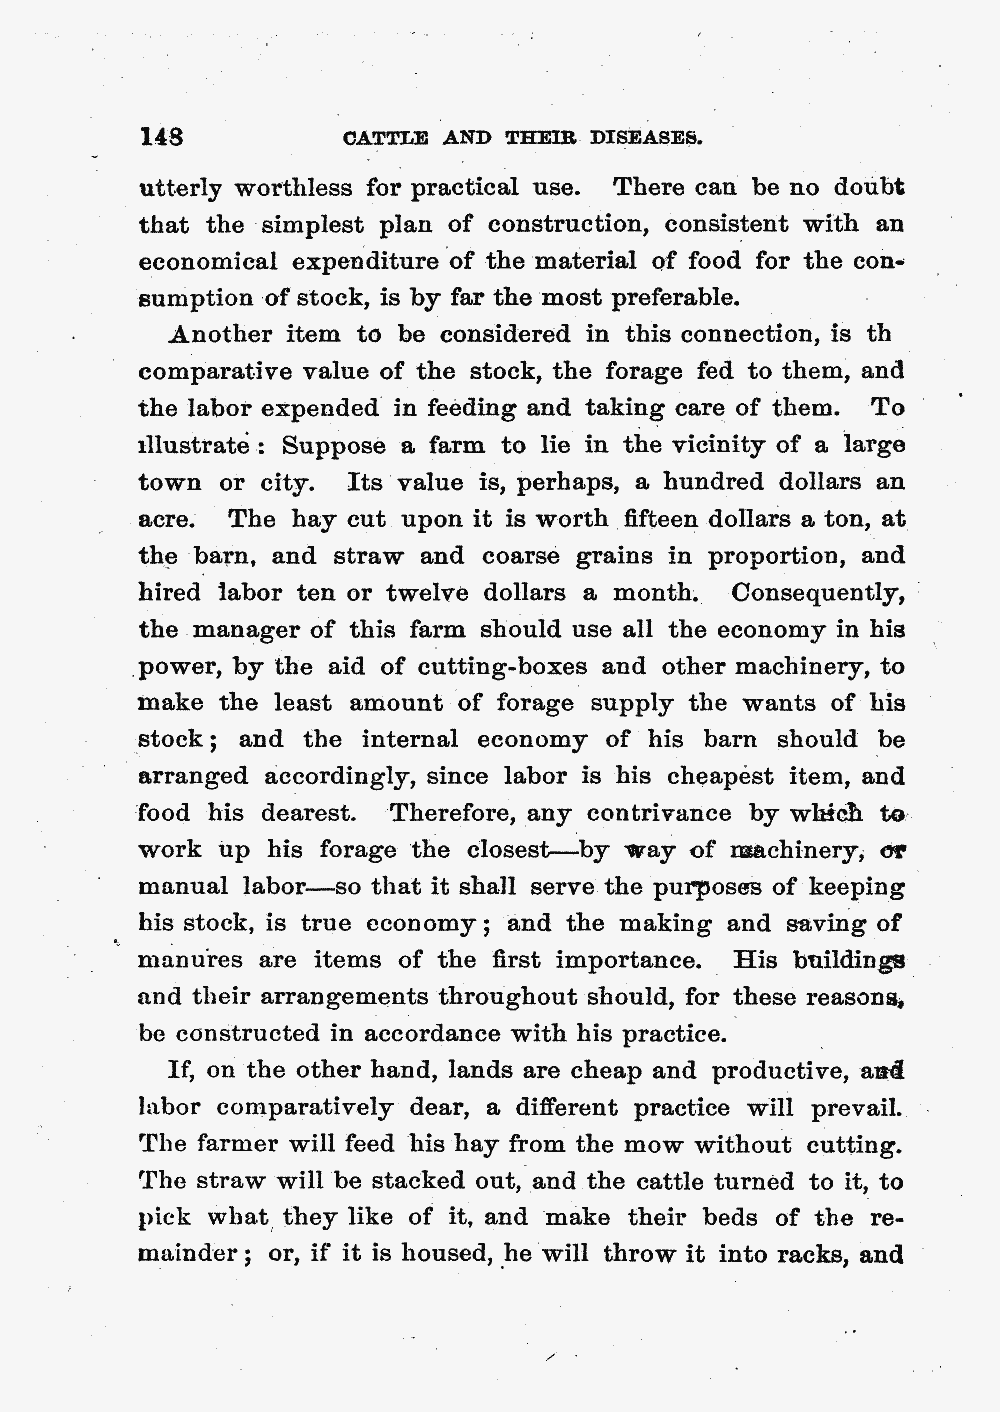 148 CATTLE AND THEIR DISEASES.
utterly worthless for practical use. There can be no doubt
that the simplest plan of construction, consistent with an
economical expenditure of the material of food for the con-
sumption of stock, is by far the most preferable.
Another item to be considered in this connection, is th
comparative value of the stock, the forage fed to them, and
the labor expended in feeding and taking care of them. To
illustrate: Suppose a farm to lie in the vicinity of a large
town or city. Its value is, perhaps, a hundred dollars an
acre. The hay cut upon it is worth fifteen dollars a ton, at
the barn, and straw and coarse grains in proportion, and
hired labor ten or twelve dollars a month. Consequently,
the manager of this farm should use all the economy in his
power, by the aid of cutting-boxes and other machinery, to
make the least amount of forage supply the wants of his
stock; and the internal economy of his barn should be
arranged accordingly, since labor is his cheapest item, and
food his dearest. Therefore, any contrivance by which to
work up his forage the closest—by way of machinery, or
manual labor—so that it shall serve the purposes of keeping
his stock, is true economy; and the making and saving of
manures are items of the first importance. His buildings
and their arrangements throughout should, for these reasons,
be constructed in accordance with his practice.
If, on the other hand, lands are cheap and productive, and
labor comparatively dear, a different practice will prevail.
The farmer will feed his hay from the mow without cutting.
The straw will be stacked out, and the cattle turned to it, to
pick what they like of it, and make their beds of the re-
mainder; or, if it is housed, he will throw it into racks, and